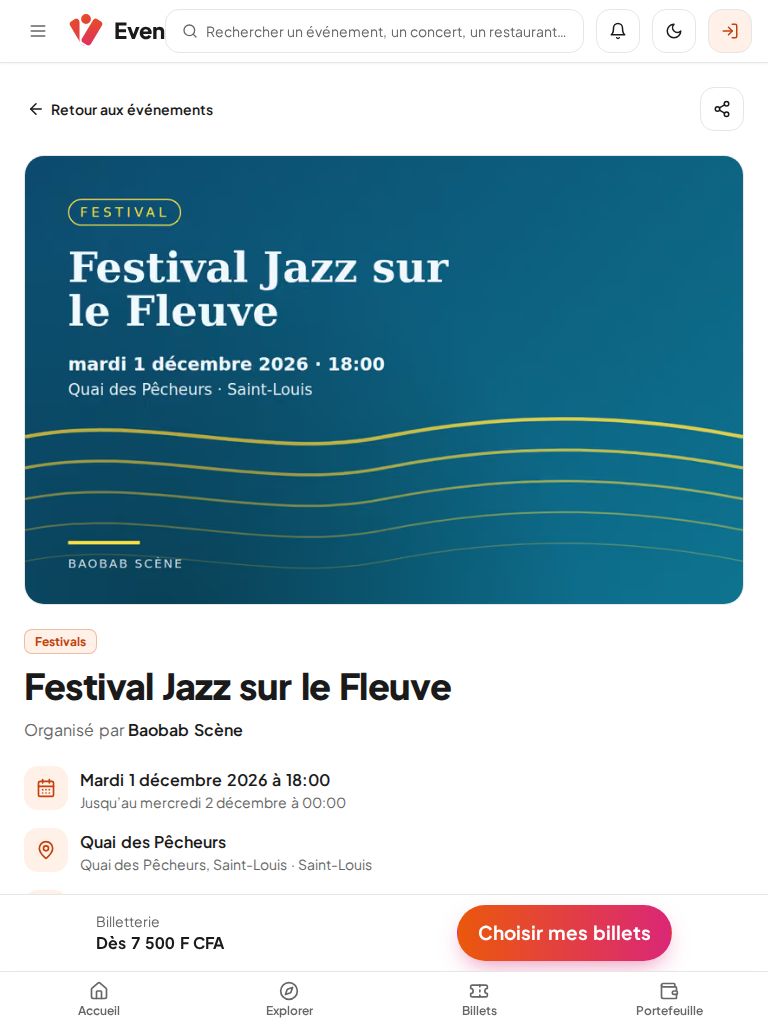 Even
Rechercher un événement, un concert, un restaurant…
Retour aux événements
FESTIVAL
Festival Jazz sur
le Fleuve
mardi 1 décembre 2026 · 18:00
Quai des Pêcheurs · Saint-Louis
BAOBAB SCÈNE
Festivals
Festival Jazz sur le Fleuve
Organisé par Baobab Scène
Mardi 1 décembre 2026 à 18:00
Jusqu’au mercredi 2 décembre à 00:00
Quai des Pêcheurs
Quai des Pêcheurs, Saint-Louis · Saint-Louis
Billetterie
Dès 7 500 F CFA
Choisir mes billets
Accueil
Explorer
Billets
Portefeuille